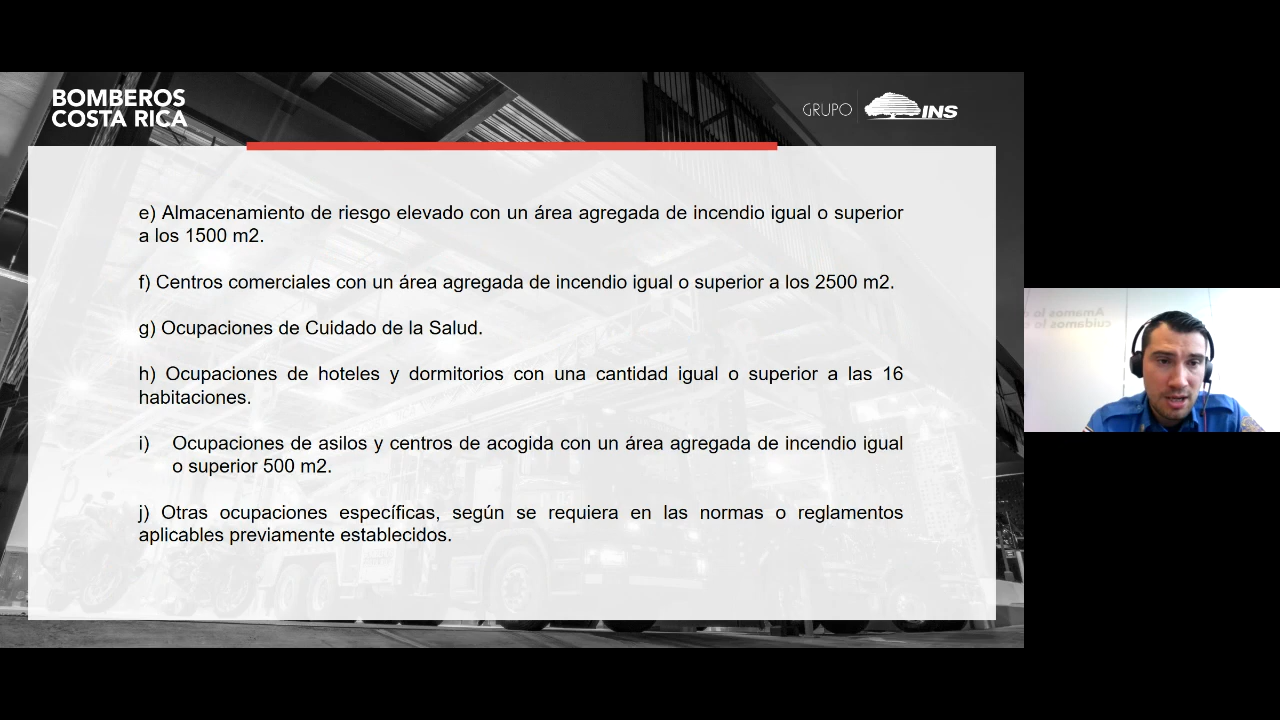 BOMBEROS
COSTA RICA
GRUPO
INS
e) Almacenamiento de riesgo elevado con un área agregada de incendio igual o superior
a los 1500 m2.
f) Centros comerciales con un área agregada de incendio igual o superior a los 2500 m2.
g) Ocupaciones de Cuidado de la Salud.
h) Ocupaciones de hoteles y dormitorios con una cantidad igual o superior a las 16
habitaciones.
i) Ocupaciones de asilos y centros de acogida con un área agregada de incendio igual
o superior 500 m2.
j) Otras ocupaciones específicas, según se requiera en las normas o reglamentos
aplicables previamente establecidos.
Amamos lo
cuidamos lo